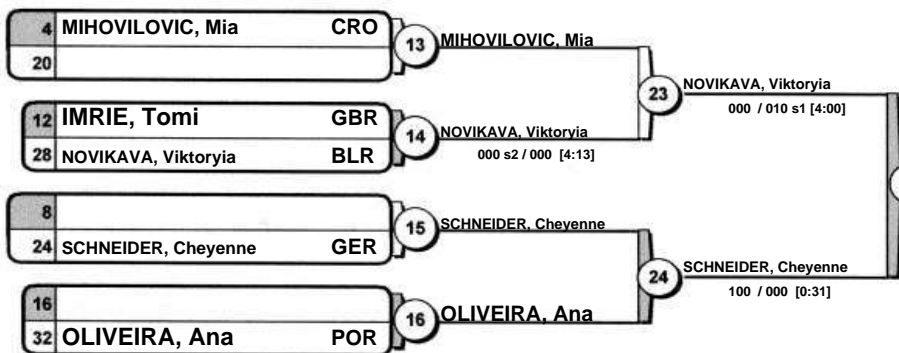 4 MIHOVILOVIC, Mia CRO
20
13 MIHOVILOVIC, Mia
12 IMRIE, Tomi GBR
28 NOVIKAVA, Viktoryia BLR
14 NOVIKAVA, Viktoryia
000 s2 / 000 [4:13]
23 NOVIKAVA, Viktoryia
000 / 010 s1 [4:00]
8
24 SCHNEIDER, Cheyenne GER
15 SCHNEIDER, Cheyenne
16
32 OLIVEIRA, Ana POR
16 OLIVEIRA, Ana
24 SCHNEIDER, Cheyenne
100 / 000 [0:31]